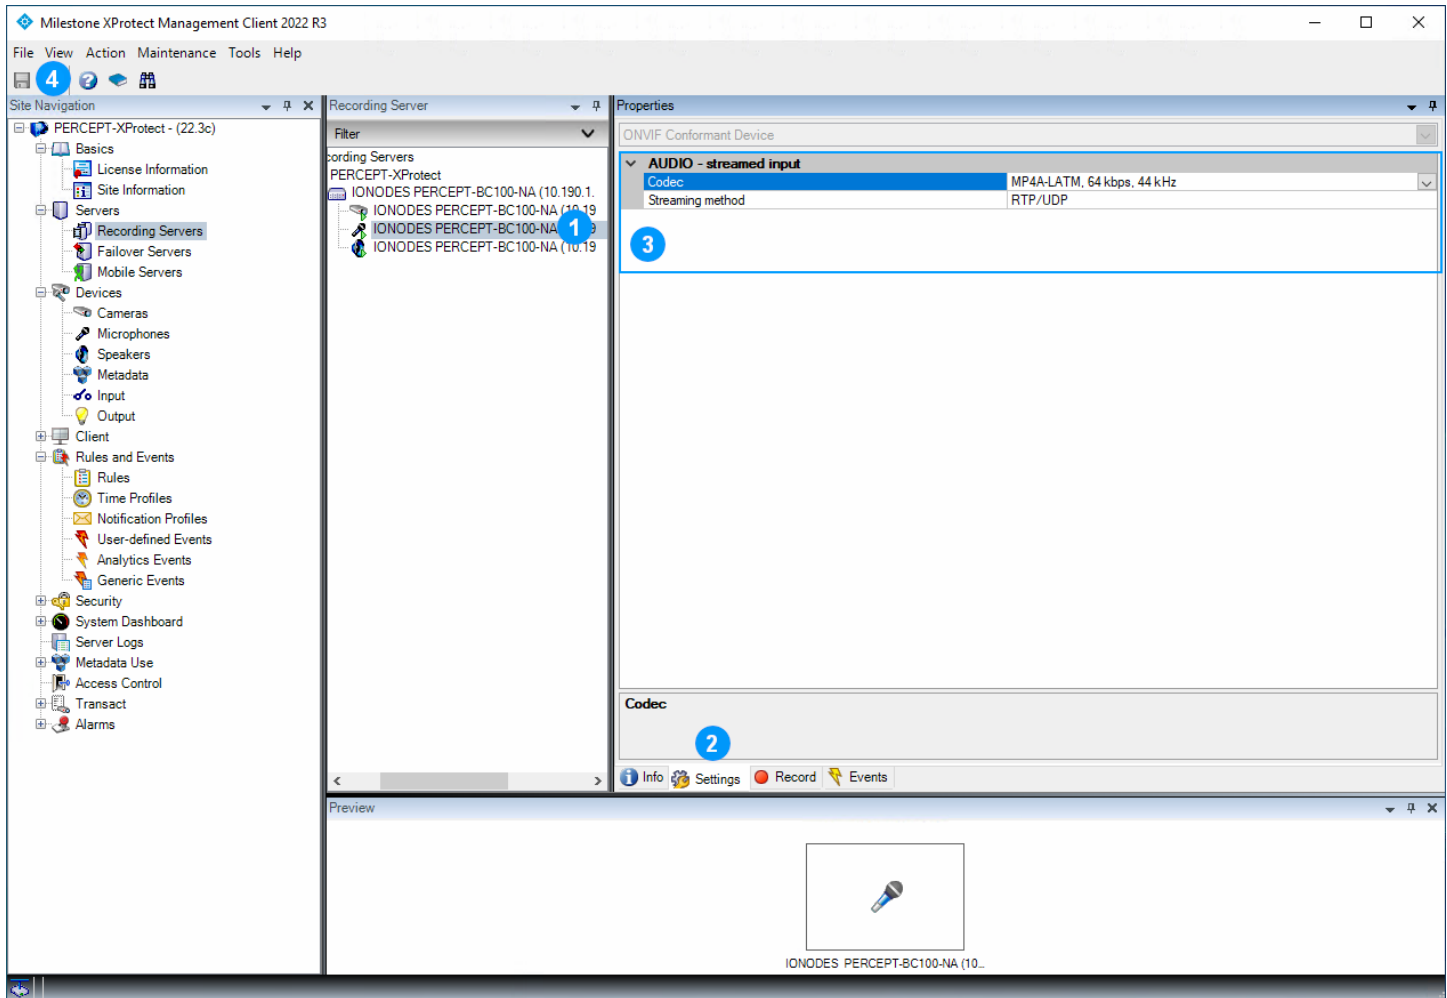 Milestone XProtect Management Client 2022 R3
File View Action Maintenance Tools Help
4
Site Navigation
PERCEPT-XProtect - (22.3c)
Basics
License Information
Site Information
Servers
Recording Servers
Failover Servers
Mobile Servers
Devices
Cameras
Microphones
Speakers
Metadata
Input
Output
Client
Rules and Events
Rules
Time Profiles
Notification Profiles
User-defined Events
Analytics Events
Generic Events
Security
System Dashboard
Server Logs
Metadata Use
Access Control
Transact
Alarms
Recording Server
Filter
cording Servers
PERCEPT-XProtect
IONODES PERCEPT-BC100-NA (10.190.1.
IONODES PERCEPT-BC100-NA (10.19
IONODES PERCEPT-BC100-NA 1 9
IONODES PERCEPT-BC100-NA (10.19
Properties
ONVIF Conformant Device
AUDIO - streamed input
Codec MP4A-LATM, 64 kbps, 44 kHz
Streaming method RTP/UDP
3
Codec
2
Info Settings Record Events
Preview
IONODES PERCEPT-BC100-NA (10...